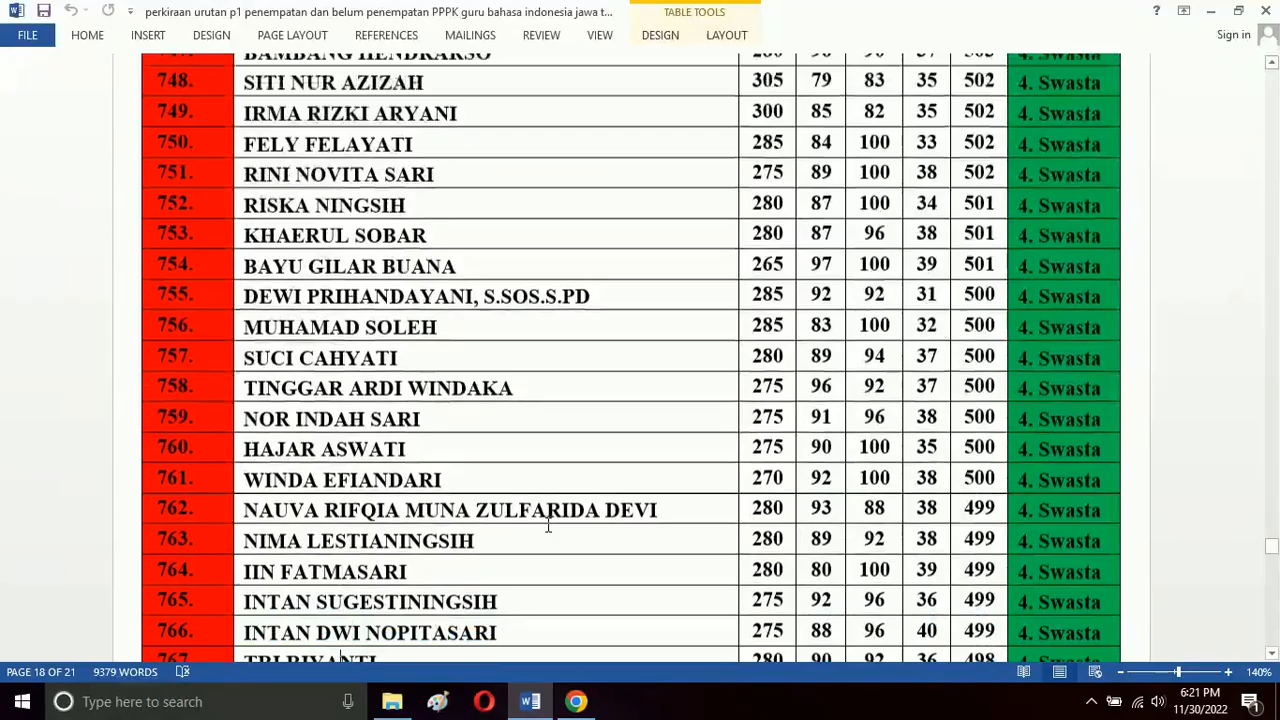 perkiraan urutan p1 penempatan dan belum penempatan PPPK guru bahasa indonesia jawa t...
TABLE TOOLS
FILE HOME INSERT DESIGN PAGE LAYOUT REFERENCES MAILINGS REVIEW VIEW DESIGN LAYOUT Sign in
BAMBANG HENDRARSO
748. SITI NUR AZIZAH 305 79 83 35 502 4. Swasta
749. IRMA RIZKI ARYANI 300 85 82 35 502 4. Swasta
750. FELY FELAYATI 285 84 100 33 502 4. Swasta
751. RINI NOVITA SARI 275 89 100 38 502 4. Swasta
752. RISKA NINGSIH 280 87 100 34 501 4. Swasta
753. KHAERUL SOBAR 280 87 96 38 501 4. Swasta
754. BAYU GILAR BUANA 265 97 100 39 501 4. Swasta
755. DEWI PRIHANDAYANI, S.SOS.S.PD 285 92 92 31 500 4. Swasta
756. MUHAMAD SOLEH 285 83 100 32 500 4. Swasta
757. SUCI CAHYATI 280 89 94 37 500 4. Swasta
758. TINGGAR ARDI WINDAKA 275 96 92 37 500 4. Swasta
759. NOR INDAH SARI 275 91 96 38 500 4. Swasta
760. HAJAR ASWATI 275 90 100 35 500 4. Swasta
761. WINDA EFIANDARI 270 92 100 38 500 4. Swasta
762. NAUVA RIFQIA MUNA ZULFARIDA DEVI 280 93 88 38 499 4. Swasta
763. NIMA LESTIANINGSIH 280 89 92 38 499 4. Swasta
764. IIN FATMASARI 280 80 100 39 499 4. Swasta
765. INTAN SUGESTININGSIH 275 92 96 36 499 4. Swasta
766. INTAN DWI NOPITASARI 275 88 96 40 499 4. Swasta
767. TRI RIYANTI 280 90 92 36 498 4. Swasta
PAGE 18 OF 21 9379 WORDS 140%
Type here to search
6:21 PM
11/30/2022